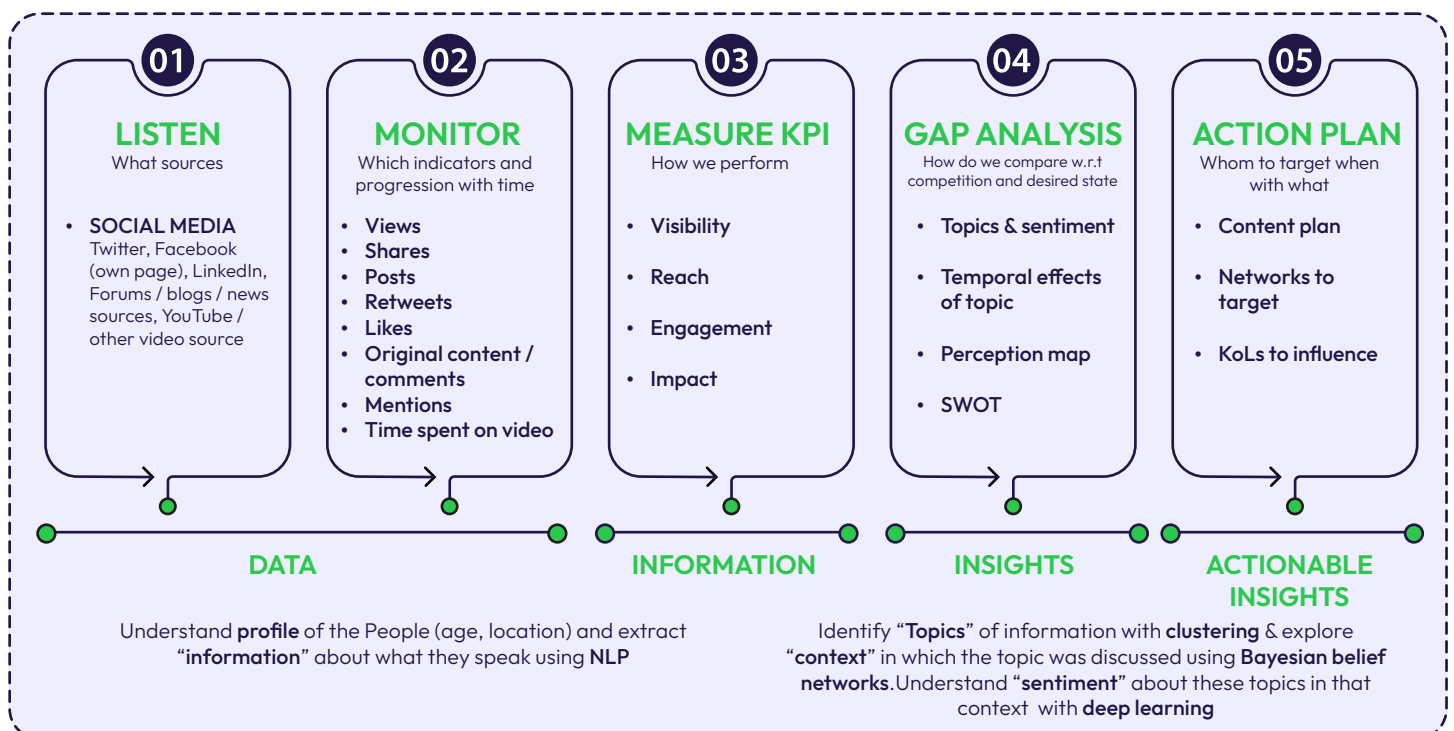 01
LISTEN
What sources
• SOCIAL MEDIA
Twitter, Facebook
(own page), LinkedIn,
Forums / blogs / news
sources, YouTube /
other video source
02
MONITOR
Which indicators and
progression with time
• Views
• Shares
• Posts
• Retweets
• Likes
• Original content /
comments
• Mentions
• Time spent on video
03
MEASURE KPI
How we perform
• Visibility
• Reach
• Engagement
• Impact
04
GAP ANALYSIS
How do we compare w.r.t
competition and desired state
• Topics & sentiment
• Temporal effects
of topic
• Perception map
• SWOT
05
ACTION PLAN
Whom to target when
with what
• Content plan
• Networks to
target
• KoLs to influence
DATA
INFORMATION
INSIGHTS
ACTIONABLE
INSIGHTS
Understand profile of the People (age, location) and extract
“information” about what they speak using NLP
Identify “Topics” of information with clustering & explore
“context” in which the topic was discussed using Bayesian belief
networks.Understand “sentiment” about these topics in that
context  with deep learning